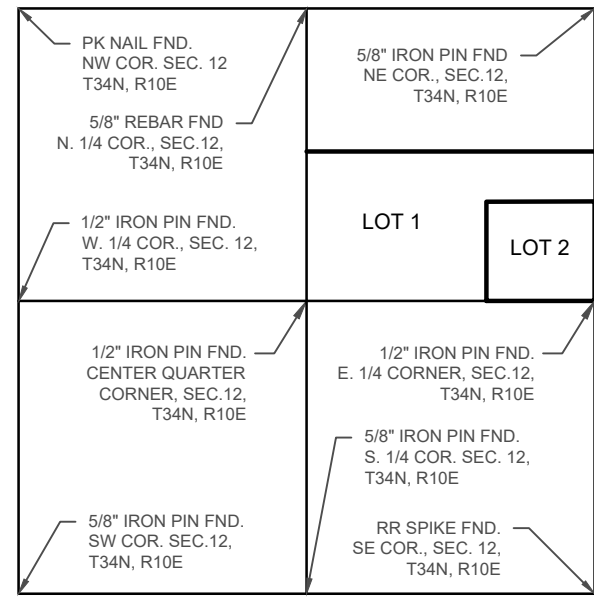 PK NAIL FND.
NW COR. SEC. 12
T34N, R10E
5/8" IRON PIN FND
NE COR., SEC.12,
T34N, R10E
5/8" REBAR FND
N. 1/4 COR., SEC.12,
T34N, R10E
1/2" IRON PIN FND.
W. 1/4 COR., SEC. 12,
T34N, R10E
LOT 1
LOT 2
1/2" IRON PIN FND.
CENTER QUARTER
CORNER, SEC.12,
T34N, R10E
1/2" IRON PIN FND.
E. 1/4 CORNER, SEC.12,
T34N, R10E
5/8" IRON PIN FND.
S. 1/4 COR. SEC. 12,
T34N, R10E
5/8" IRON PIN FND.
SW COR. SEC.12,
T34N, R10E
RR SPIKE FND.
SE COR., SEC. 12,
T34N, R10E